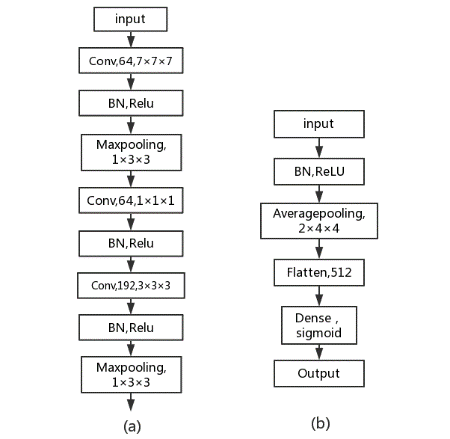 input
Conv,64,7×7×7
BN,Relu
Maxpooling,
1×3×3
Conv,64,1×1×1
BN,Relu
Conv,192,3×3×3
BN,Relu
Maxpooling,
1×3×3
(a)
input
BN,ReLU
Averagepooling,
2×4×4
Flatten,512
Dense ,
sigmoid
Output
(b)